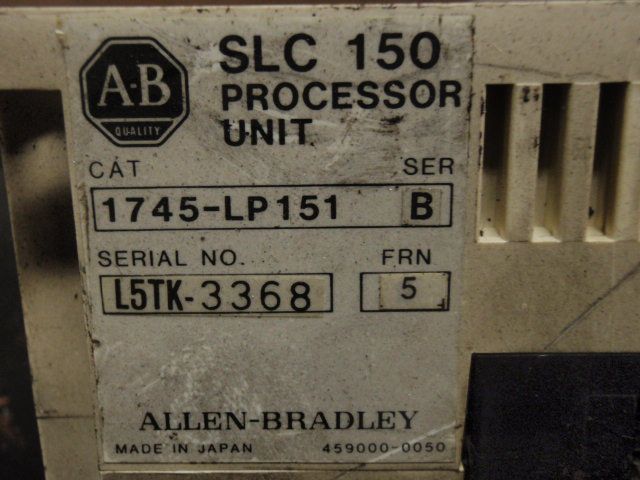 A-B
QUALITY
SLC 150
PROCESSOR
UNIT
CAT SER
1745-LP151 B
SERIAL NO. FRN
L5TK-3368 5
ALLEN-BRADLEY
MADE IN JAPAN 459000-0050